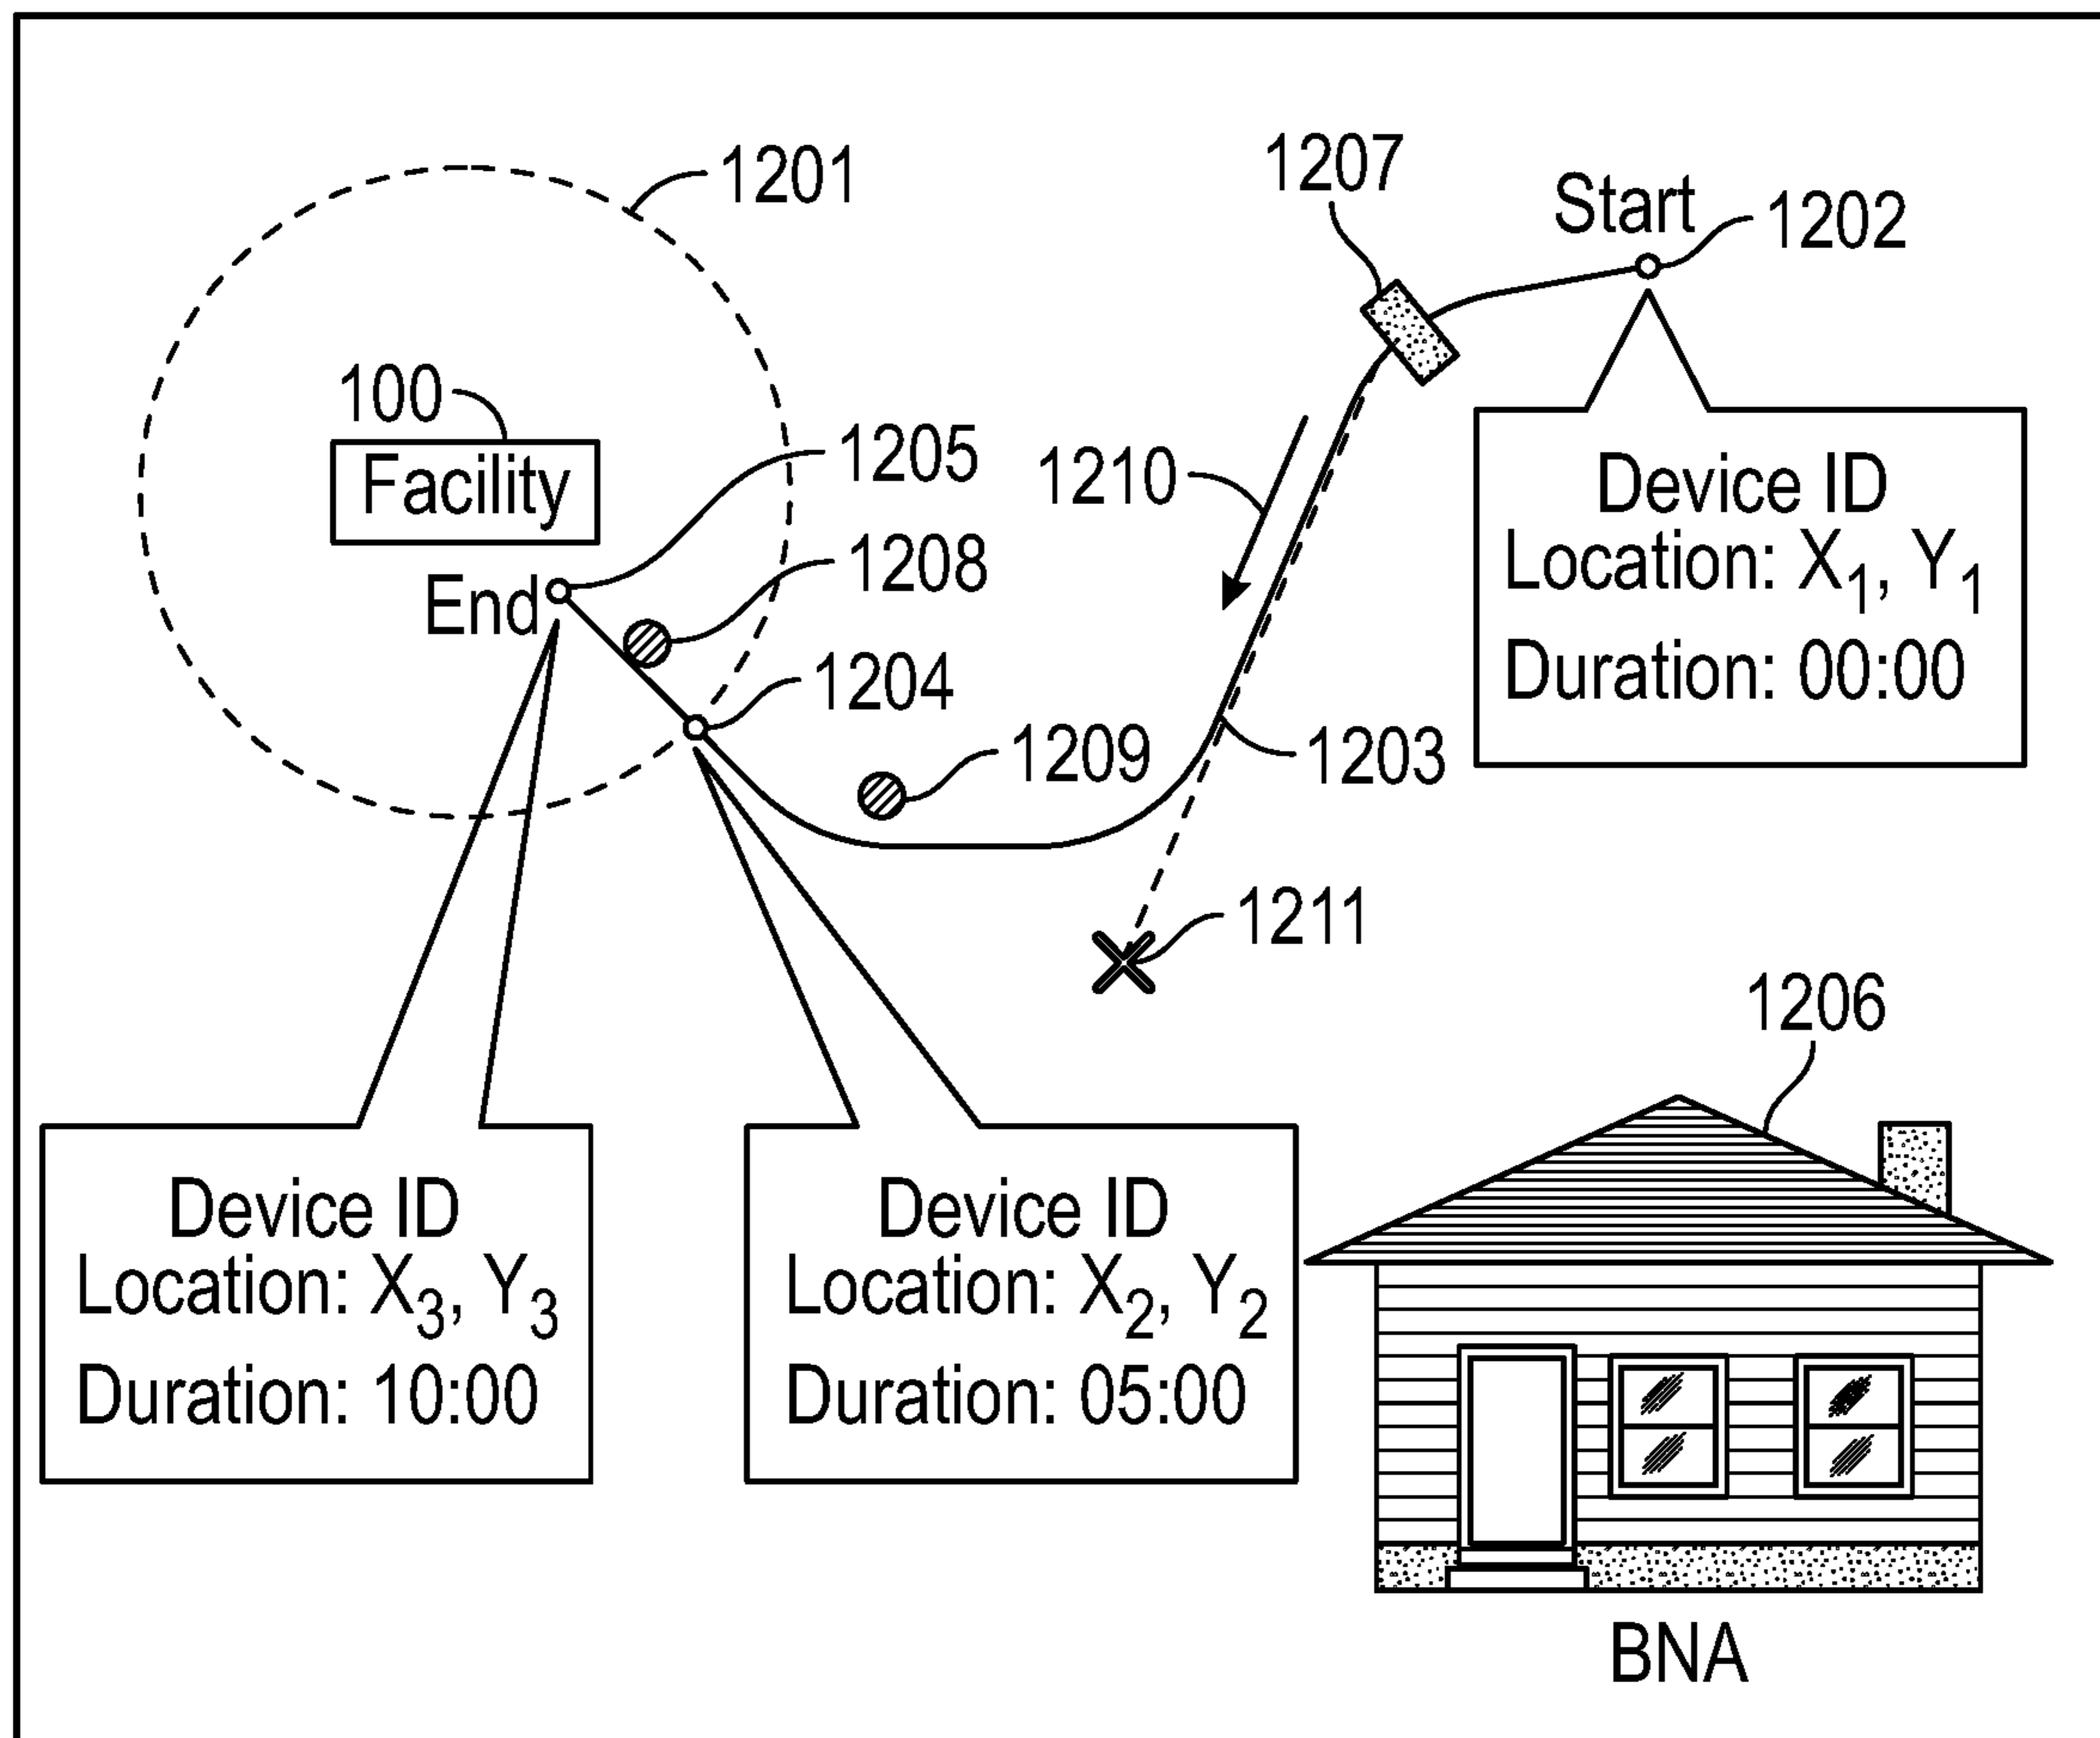 1201
1207
Start
1202
100
Facility
1205
1210
Device ID
Location: X₁, Y₁
Duration: 00:00
1208
End
1204
1209
1203
1211
1206
Device ID
Location: X₃, Y₃
Duration: 10:00
Device ID
Location: X₂, Y₂
Duration: 05:00
BNA